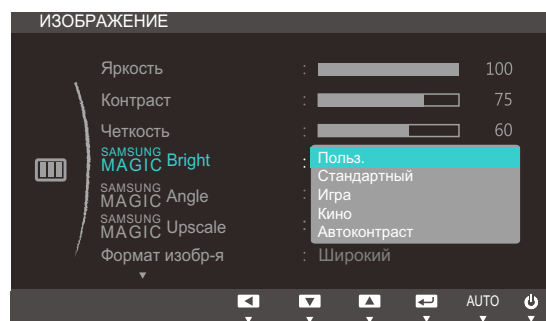 ИЗОБРАЖЕНИЕ
Яркость : 100
Контраст : 75
Четкость : 60
SAMSUNG MAGIC Bright : Польз.
Стандартный
SAMSUNG MAGIC Angle : Игра
Кино
SAMSUNG MAGIC Upscale : Автоконтраст
Формат изобр-я : Широкий
AUTO